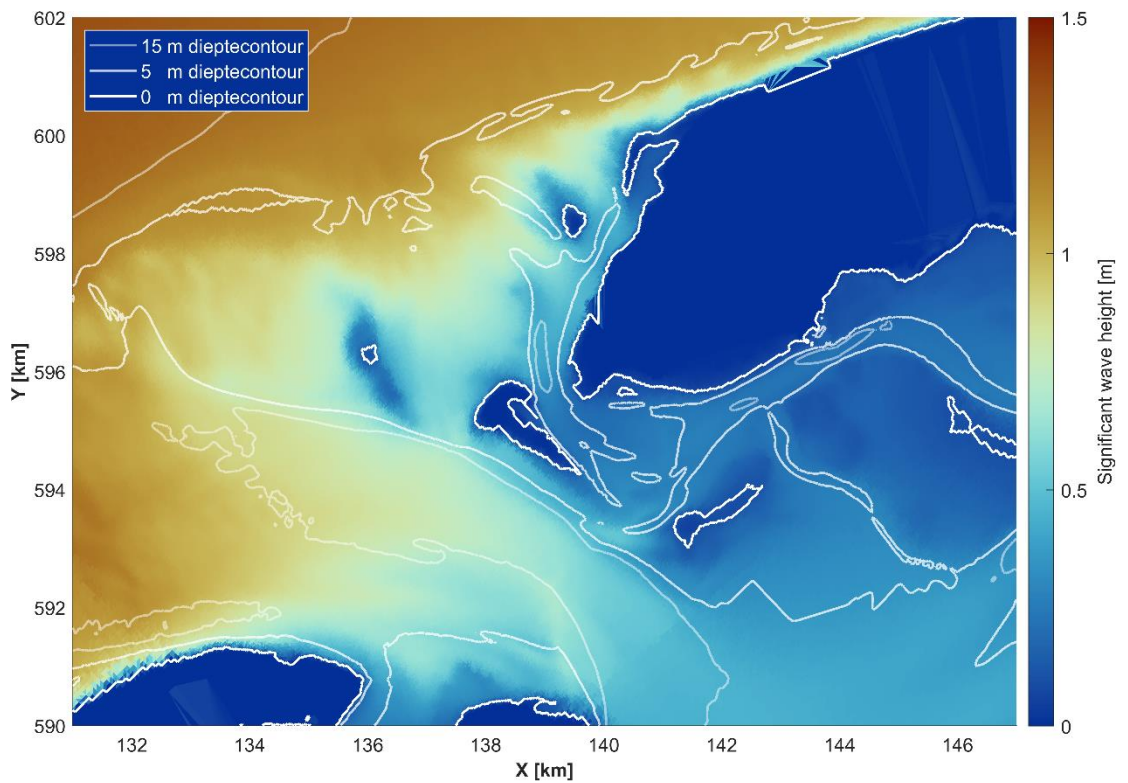 602
600
598
596
594
592
590
Y [km]
15 m dieptecontour
5 m dieptecontour
0 m dieptecontour
132 134 136 138 140 142 144 146
X [km]
1.5
1
0.5
0
Significant wave height [m]